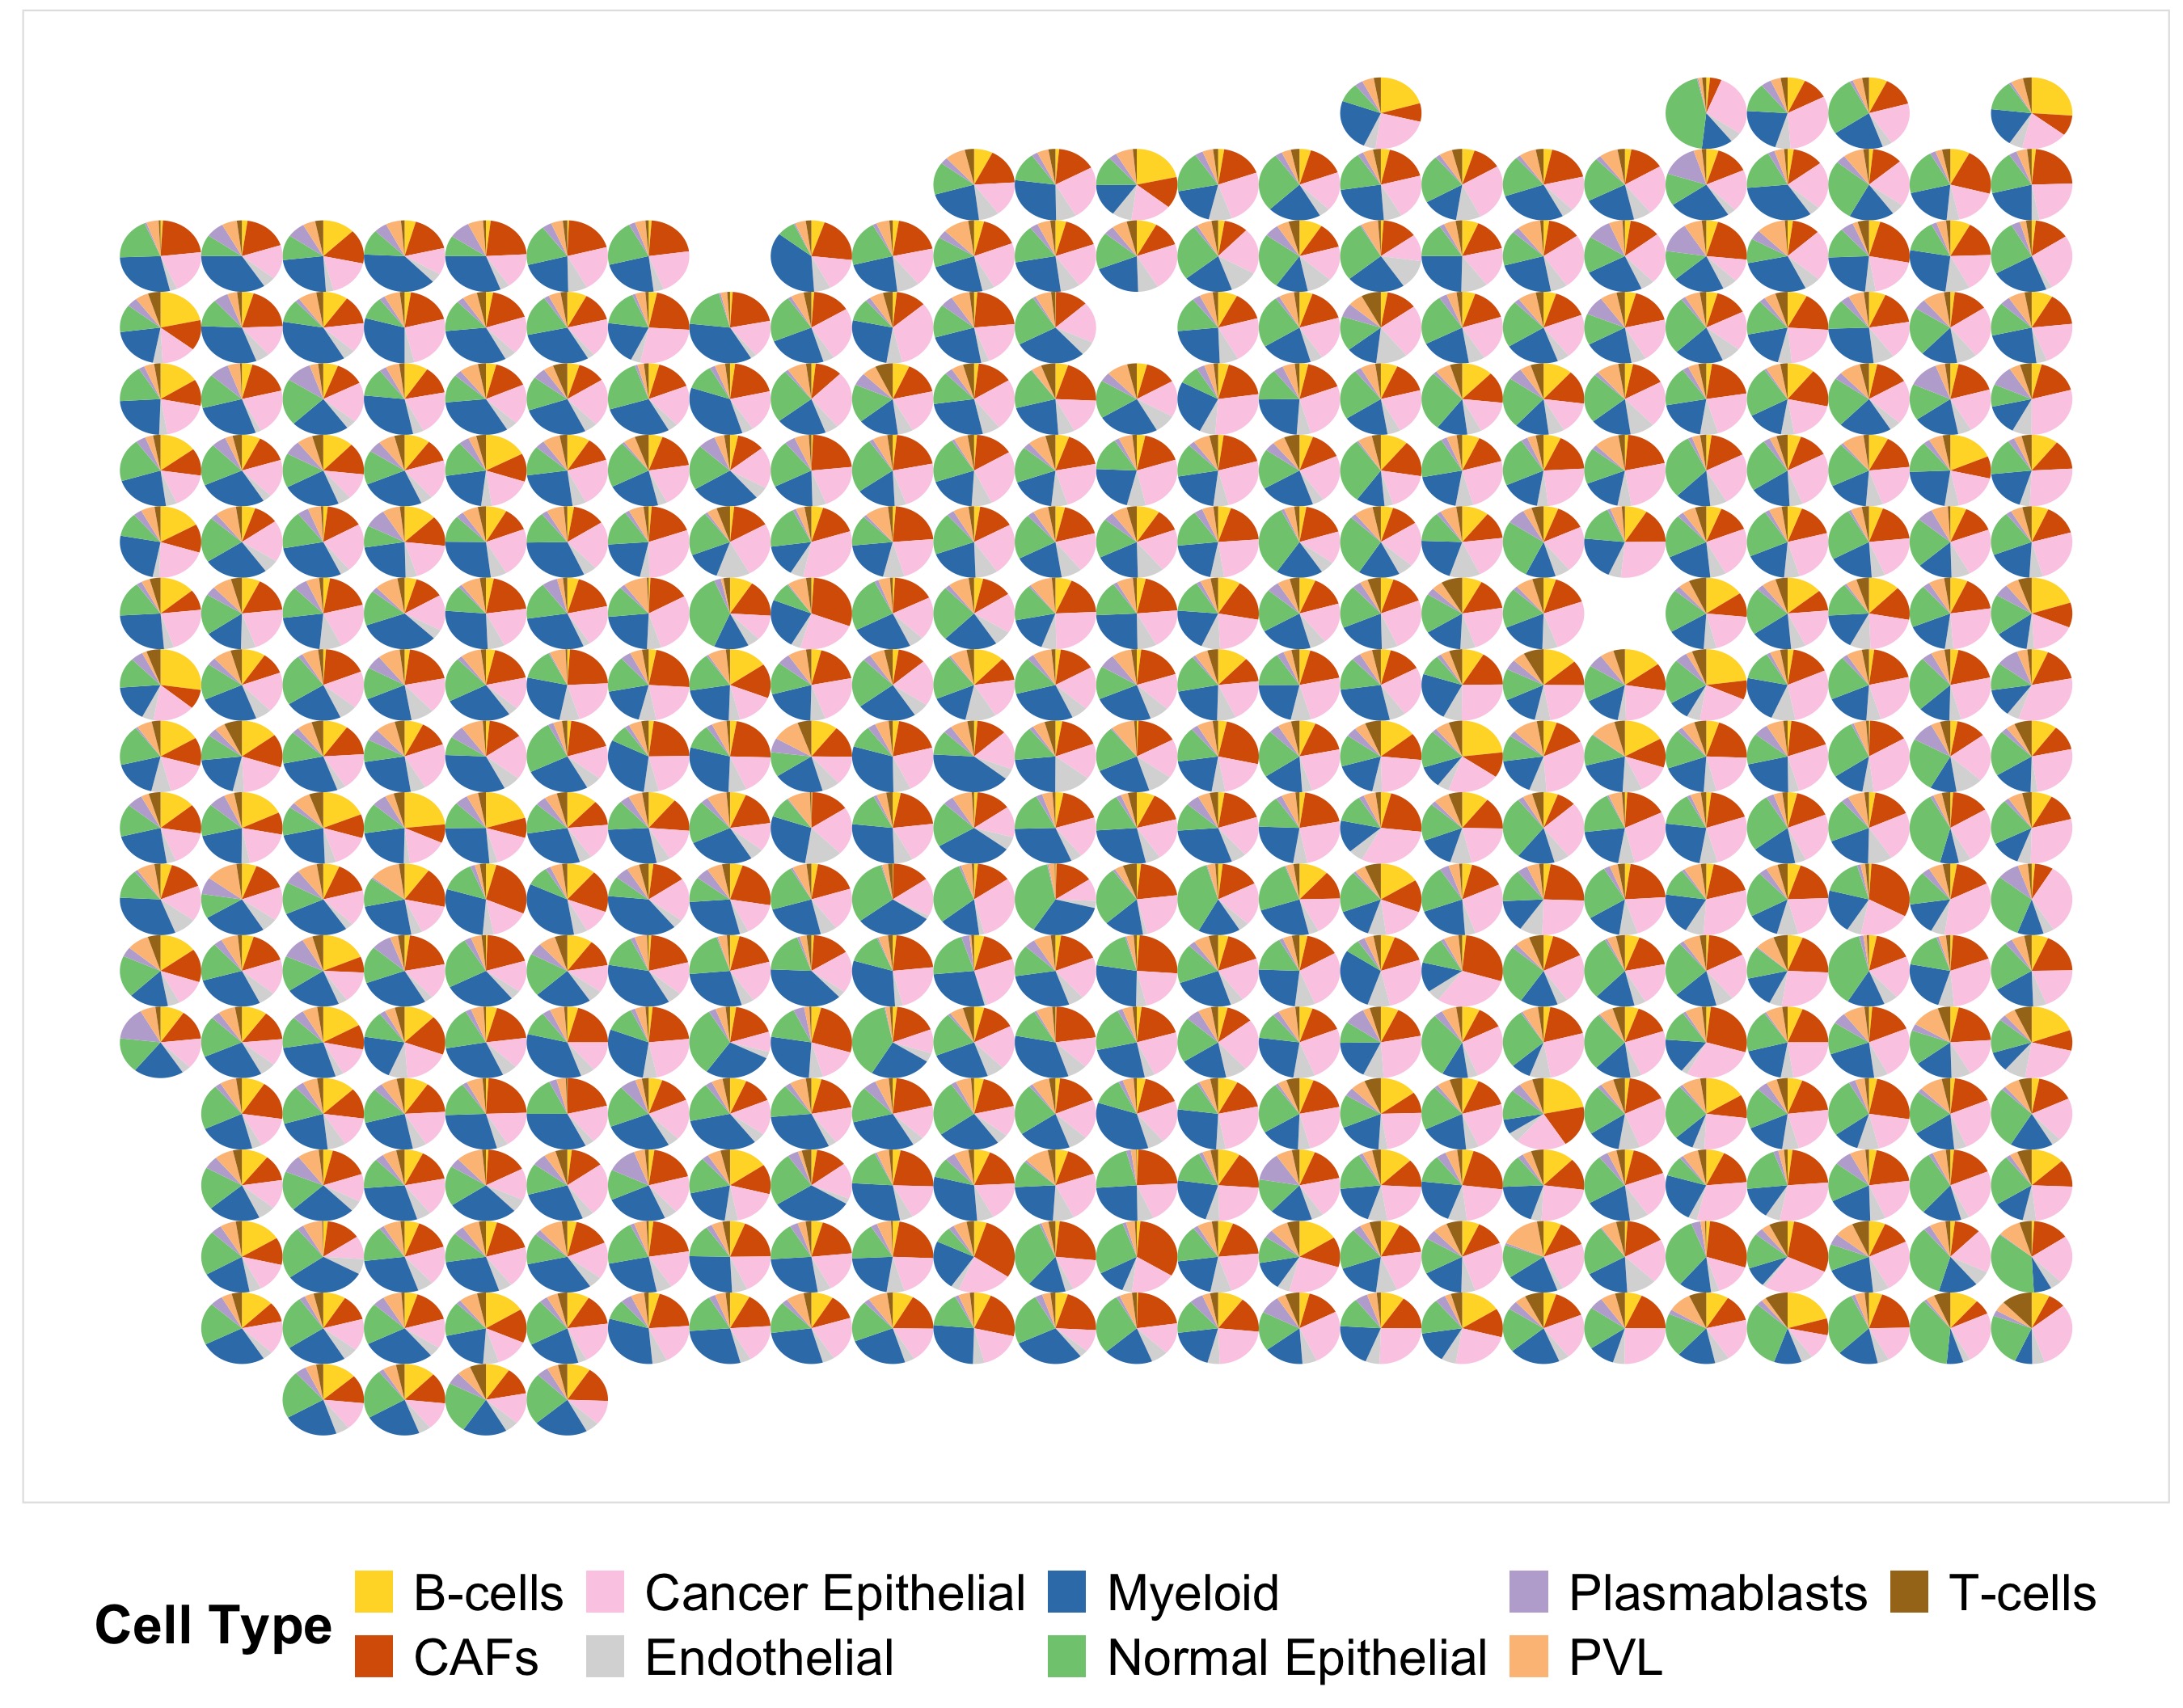 Cell Type
B-cells
Cancer Epithelial
Myeloid
Plasmablasts
T-cells
CAFs
Endothelial
Normal Epithelial
PVL